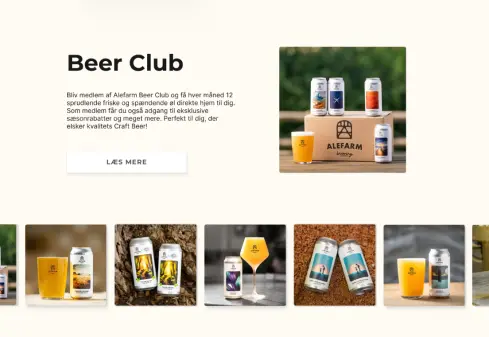 Beer Club
Bliv medlem af Alefarm Beer Club og få hver måned 12
sprudlende friske og spændende øl direkte hjem til dig.
Som medlem får du også adgang til eksklusive
sæsonrabatter og meget mere. Perfekt til dig, der
elsker kvalitets Craft Beer!
LÆS MERE
ALEFARM